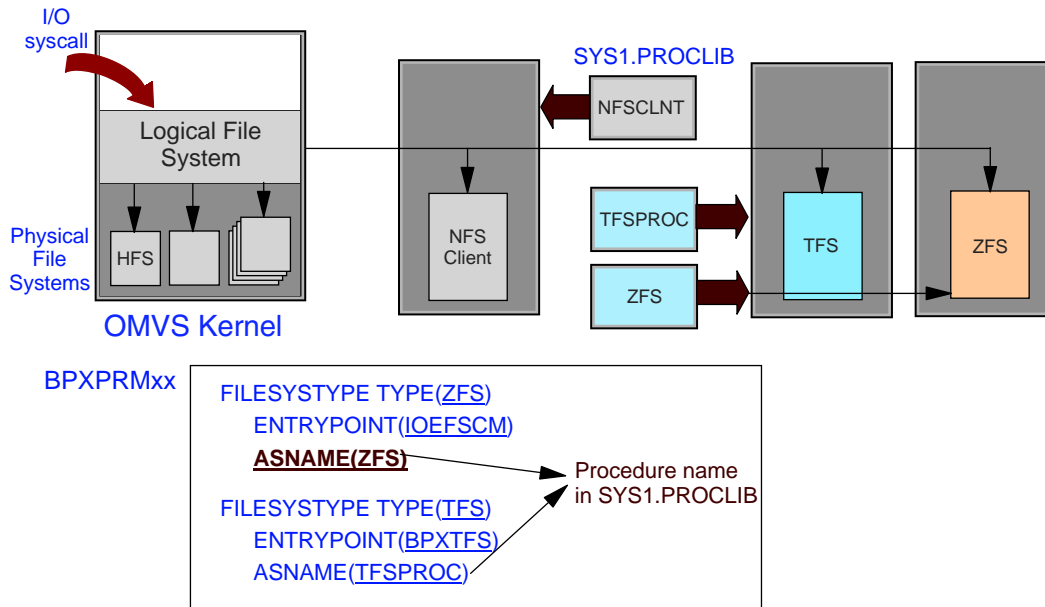 I/O
syscall
SYS1.PROCLIB
NFSCLNT
Logical File
System
TFSPROC
Physical
File
Systems
HFS
NFS
Client
TFS
ZFS
ZFS
OMVS Kernel
BPXPRMxx
FILESYSTYPE TYPE(ZFS)
ENTRYPOINT(IOEFSCM)
ASNAME(ZFS)
Procedure name
in SYS1.PROCLIB
FILESYSTYPE TYPE(TFS)
ENTRYPOINT(BPXTFS)
ASNAME(TFSPROC)